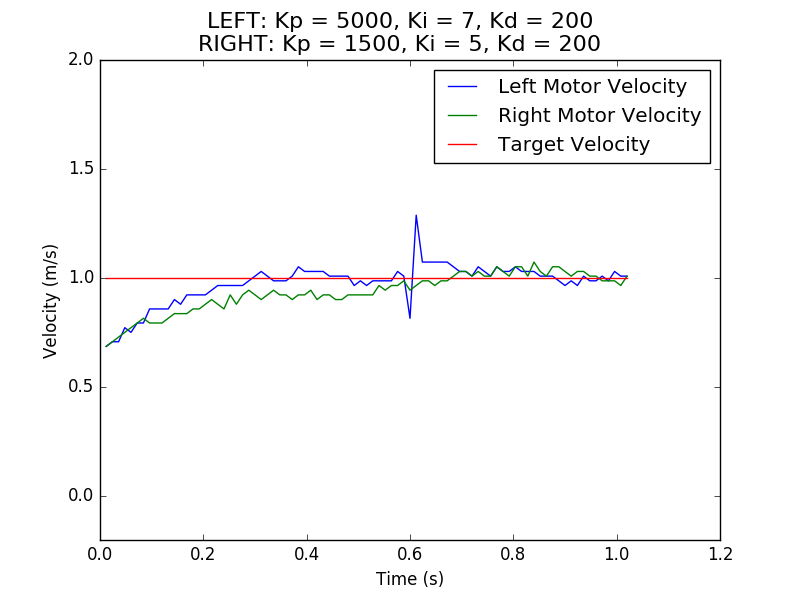 LEFT: Kp = 5000, Ki = 7, Kd = 200
RIGHT: Kp = 1500, Ki = 5, Kd = 200
Left Motor Velocity
Right Motor Velocity
Target Velocity
Velocity (m/s)
2.0
1.5
1.0
0.5
0.0
0.0 0.2 0.4 0.6 0.8 1.0 1.2
Time (s)